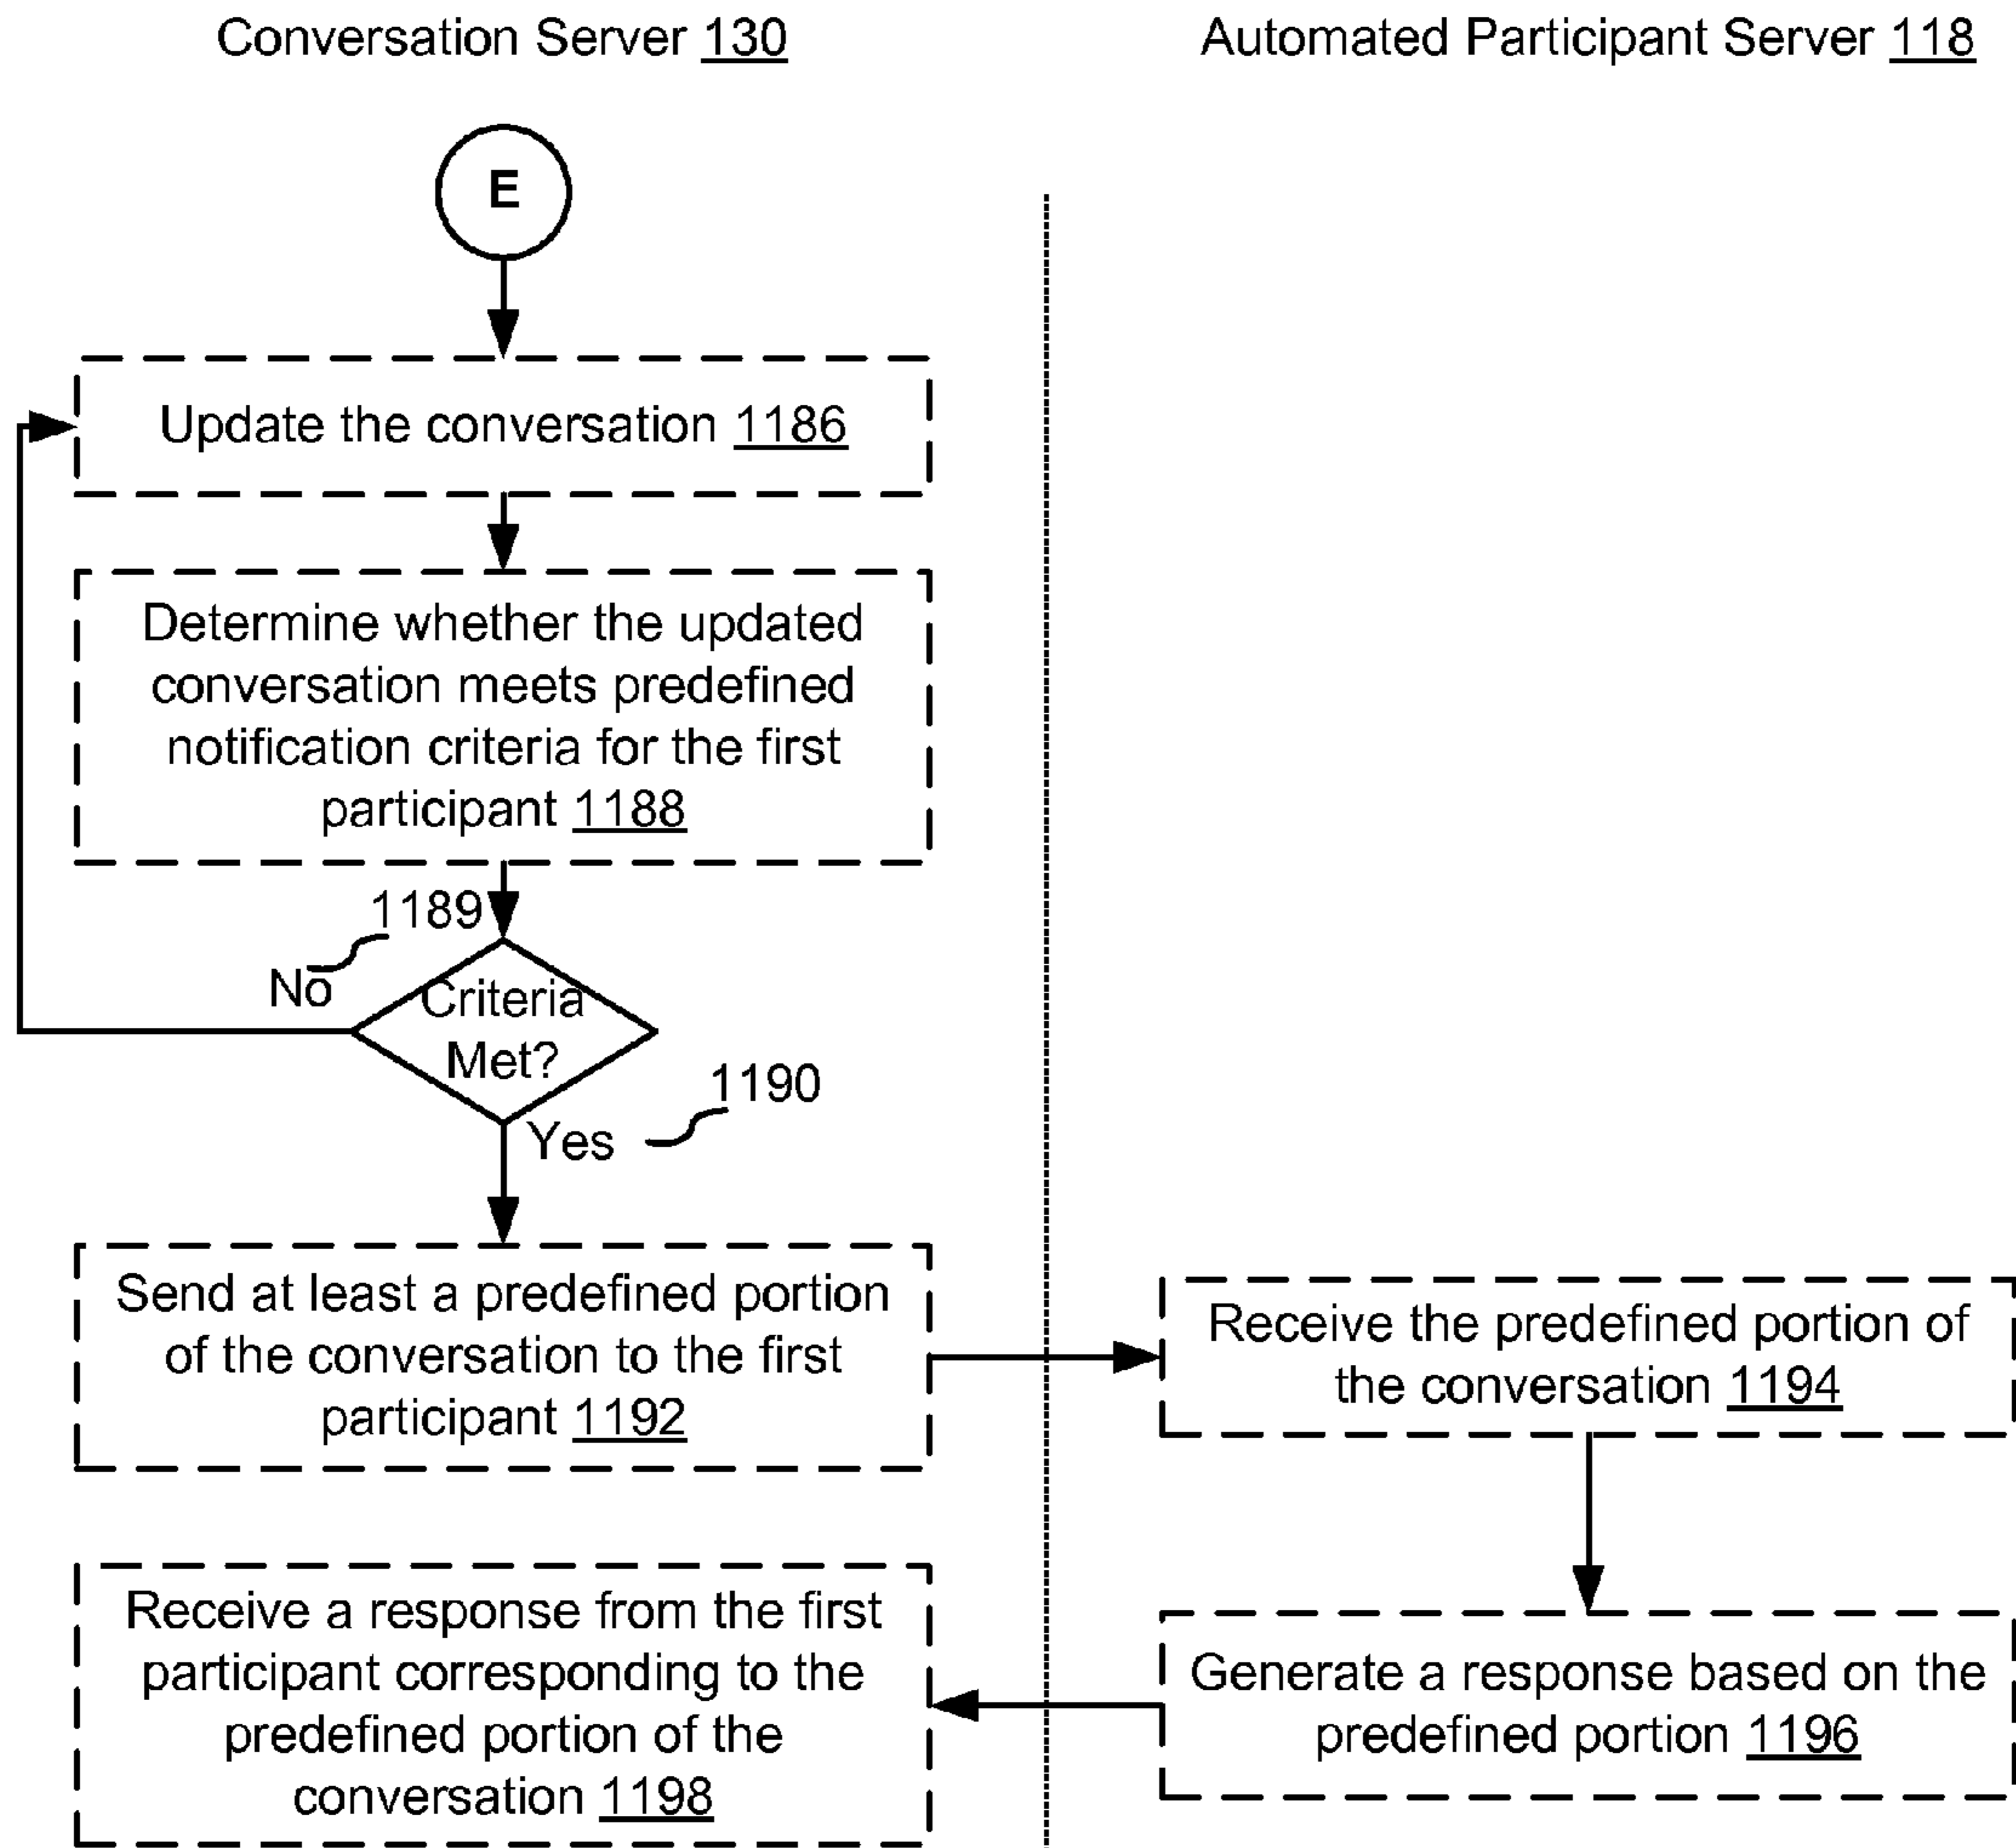 Conversation Server 130
Automated Participant Server 118
E
Update the conversation 1186
Determine whether the updated
conversation meets predefined
notification criteria for the first
participant 1188
1189
No
Criteria
Met?
1190
Yes
Send at least a predefined portion
of the conversation to the first
participant 1192
Receive the predefined portion of
the conversation 1194
Generate a response based on the
predefined portion 1196
Receive a response from the first
participant corresponding to the
predefined portion of the
conversation 1198